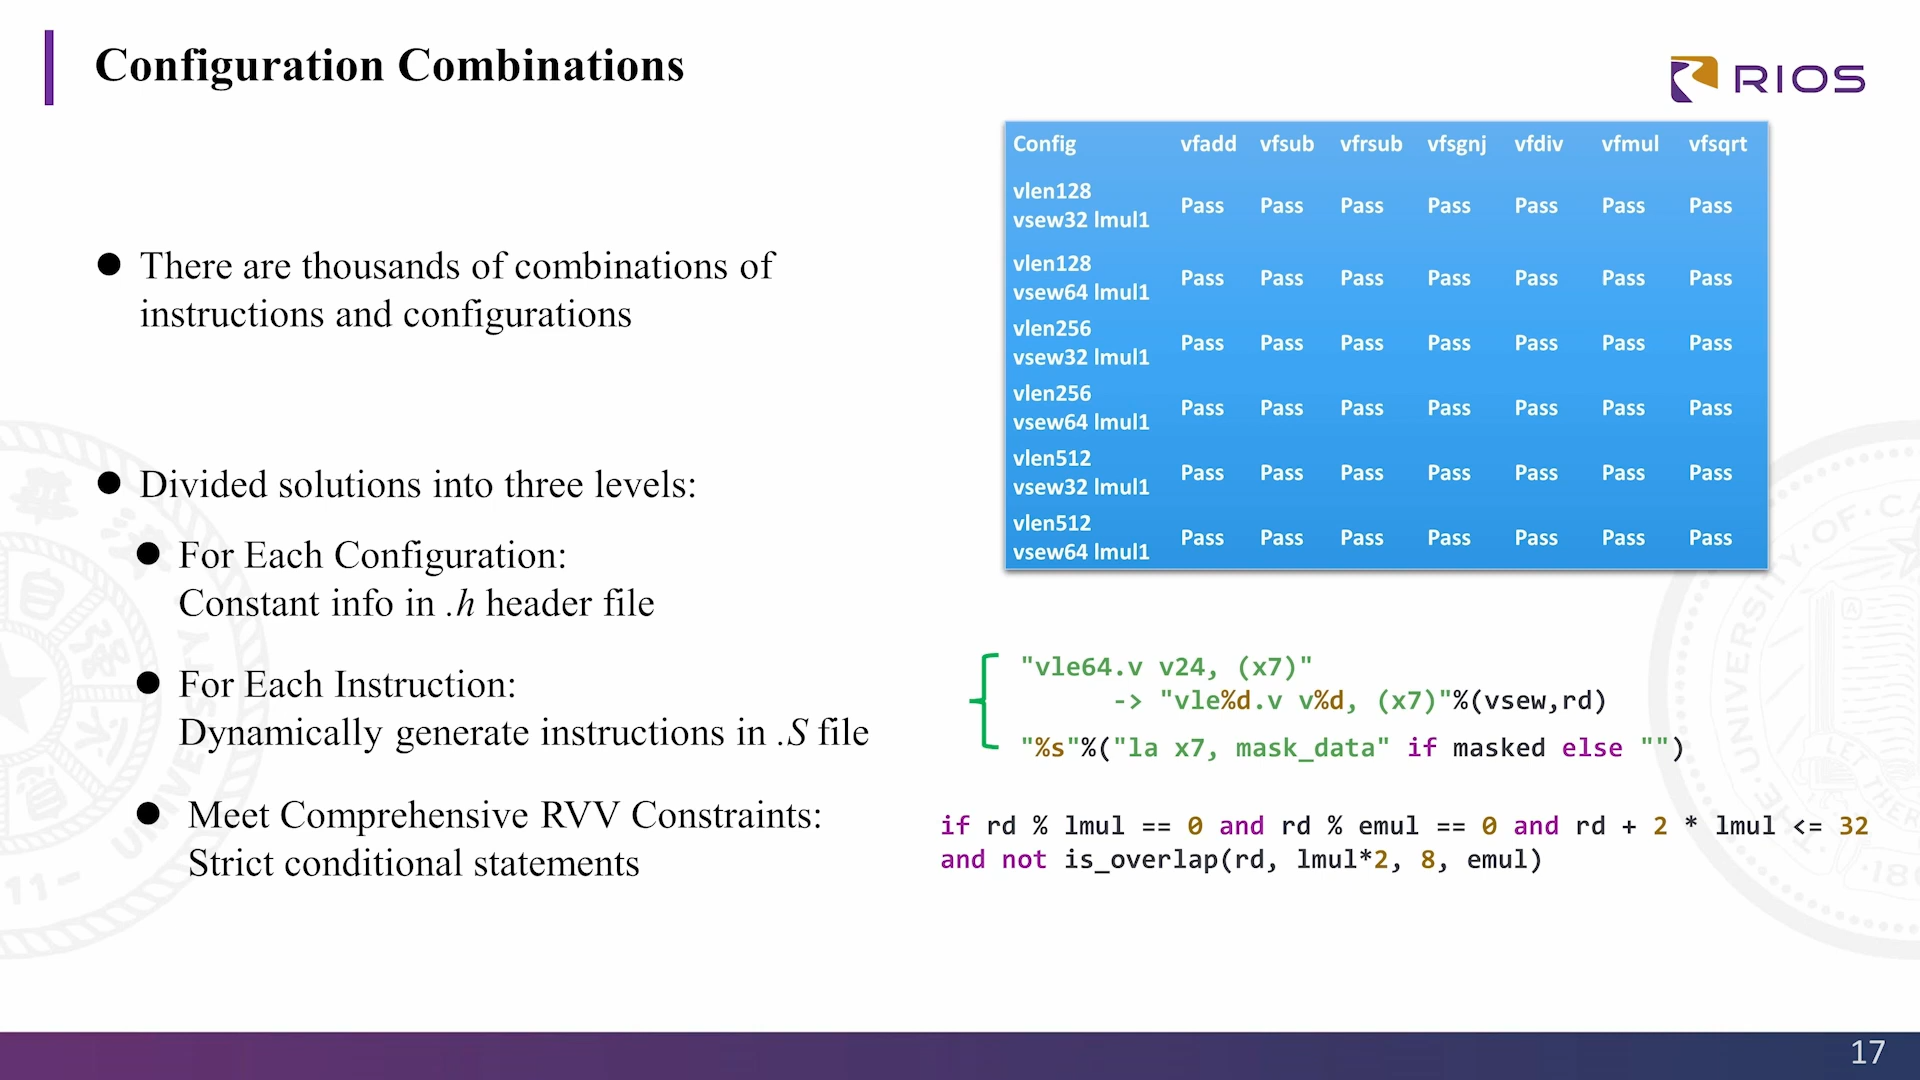 Configuration Combinations
RIOS
There are thousands of combinations of
instructions and configurations
Divided solutions into three levels:
For Each Configuration:
Constant info in .h header file
For Each Instruction:
Dynamically generate instructions in .S file
Meet Comprehensive RVV Constraints:
Strict conditional statements
Config vfadd vfsub vfrsub vfsgnj vfdiv vfmul vfsqrt
vlen128
vsew32 lmul1 Pass Pass Pass Pass Pass Pass Pass
vlen128
vsew64 lmul1 Pass Pass Pass Pass Pass Pass Pass
vlen256
vsew32 lmul1 Pass Pass Pass Pass Pass Pass Pass
vlen256
vsew64 lmul1 Pass Pass Pass Pass Pass Pass Pass
vlen512
vsew32 lmul1 Pass Pass Pass Pass Pass Pass Pass
vlen512
vsew64 lmul1 Pass Pass Pass Pass Pass Pass Pass
"vle64.v v24, (x7)"
-> "vle%d.v v%d, (x7)"%(vsew,rd)
"%s"%("la x7, mask_data" if masked else "")
if rd % lmul == 0 and rd % emul == 0 and rd + 2 * lmul <= 32
and not is_overlap(rd, lmul*2, 8, emul)
17